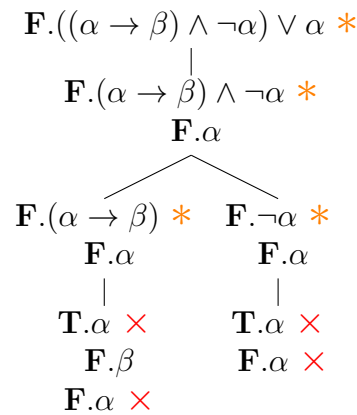 F.((α → β) ∧ ¬α) ∨ α *
F.(α → β) ∧ ¬α *
F.α
F.(α → β) * F.¬α *
F.α F.α
T.α × T.α ×
F.β F.α ×
F.α ×